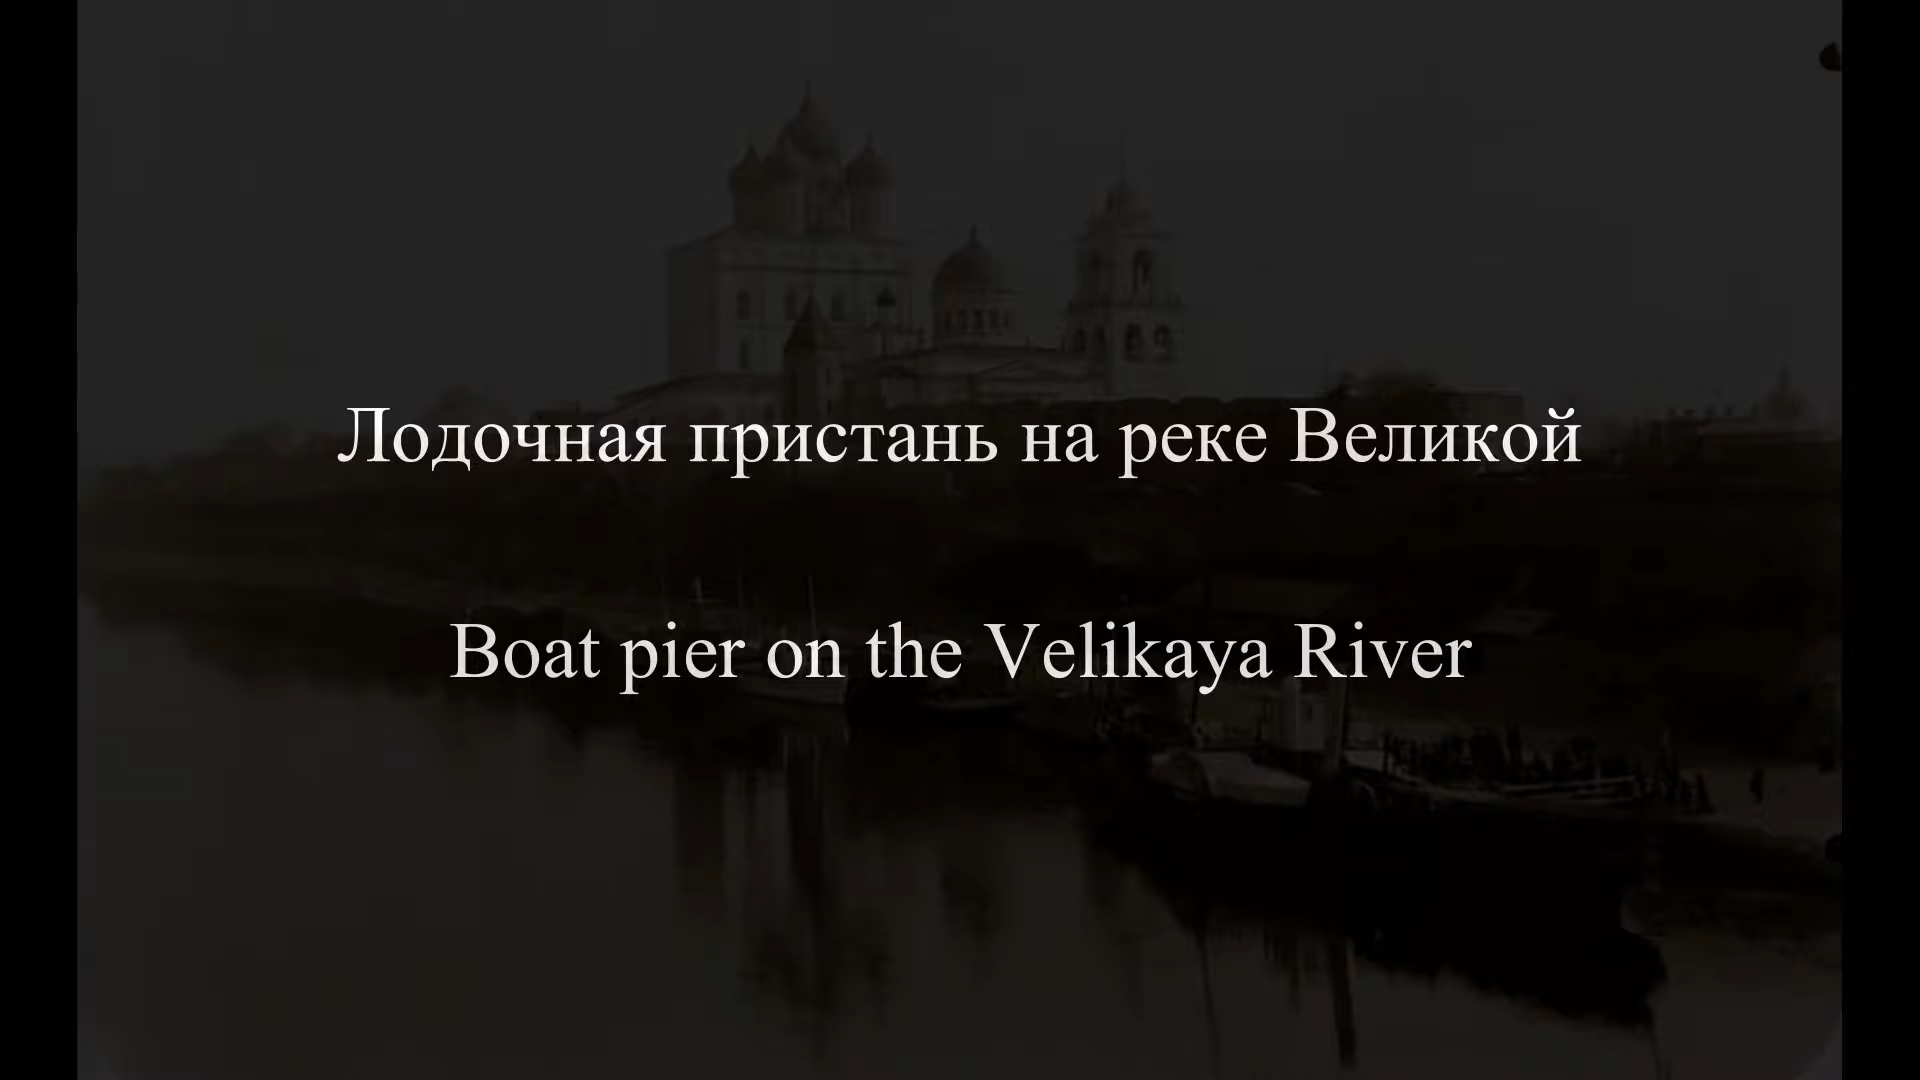 Лодочная пристань на реке Великой
Boat pier on the Velikaya River